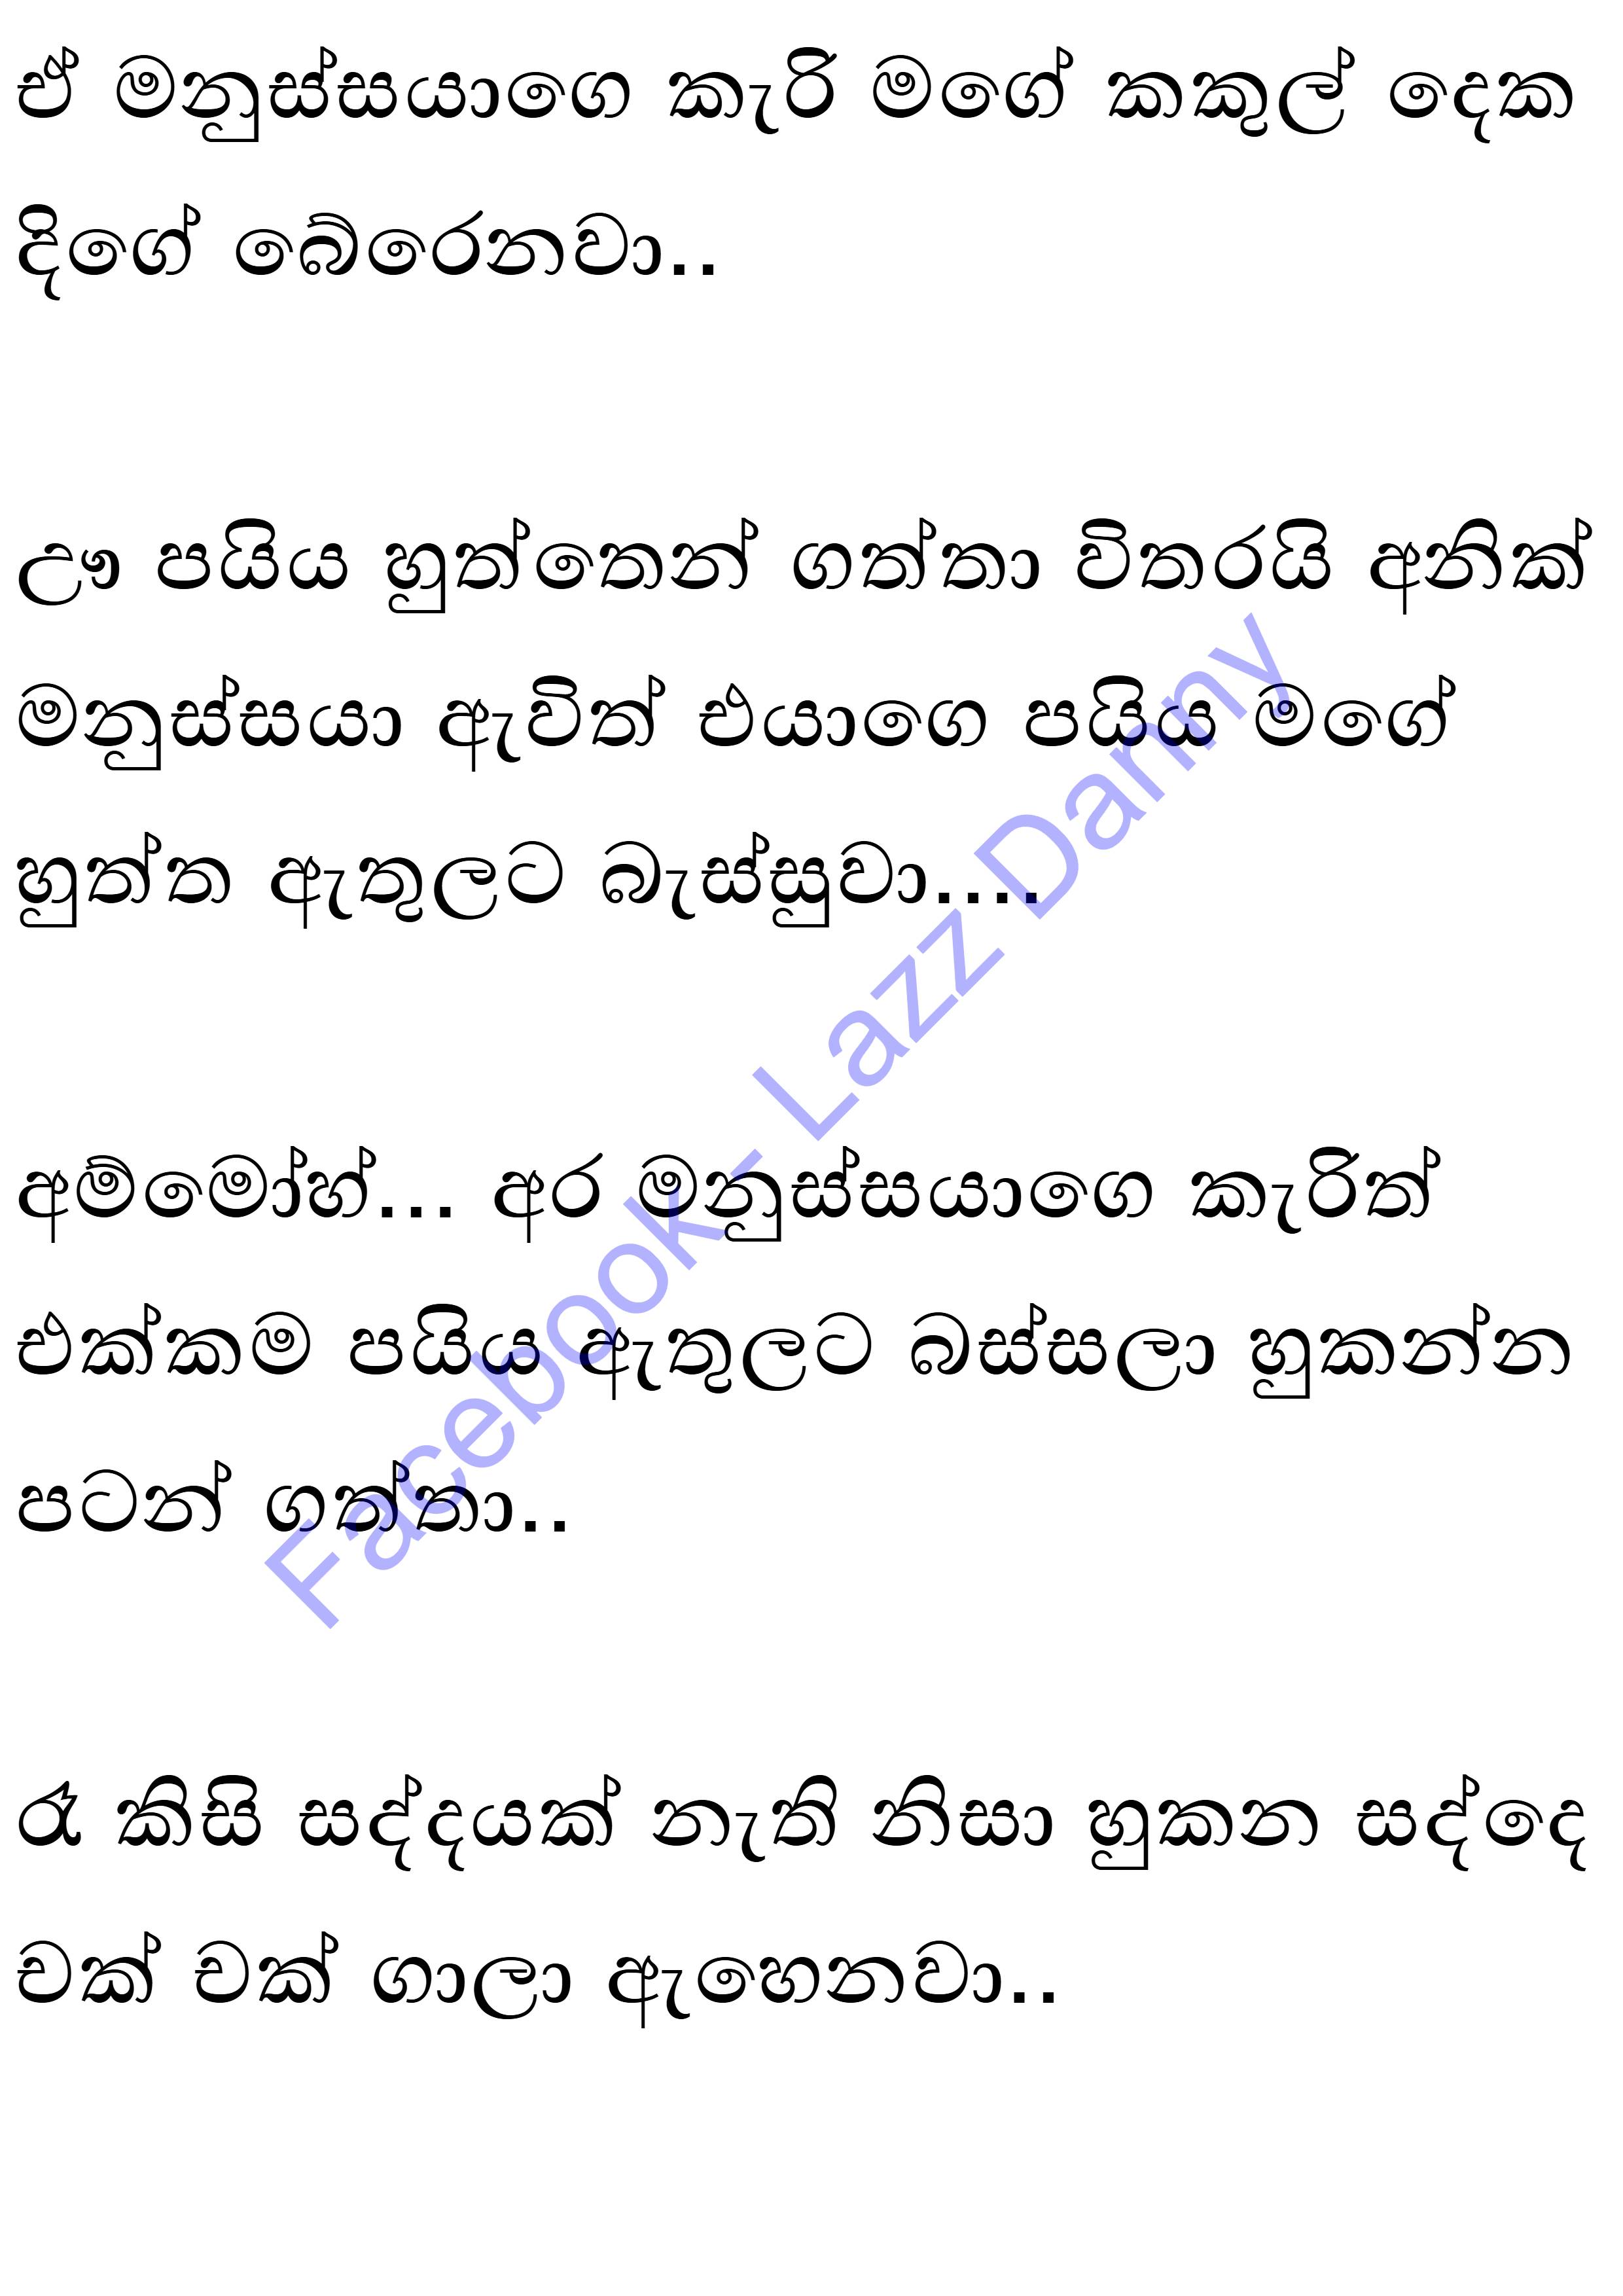 ඒ මනුස්සයාගෙ කැරි මගේ කකුල් දෙක
දිගේ බේරෙනවා..
ඌ පයිය හුත්තෙන් ගත්තා විතරයි අනික්
මනුස්සයා ඇවිත් එයාගෙ පයිය මගේ
හුත්ත ඇතුලට බැස්සුවා....
අම්මෝහ්... අර මනුස්සයාගෙ කැරිත්
එක්කම පයිය ඇතුලට බස්සලා හුකන්න
පටන් ගත්තා..
රෑ කිසි සද්දයක් නැති නිසා හුකන සද්දෙ
චක් චක් ගාලා ඇහෙනවා..
Facebook- Lazz Danny